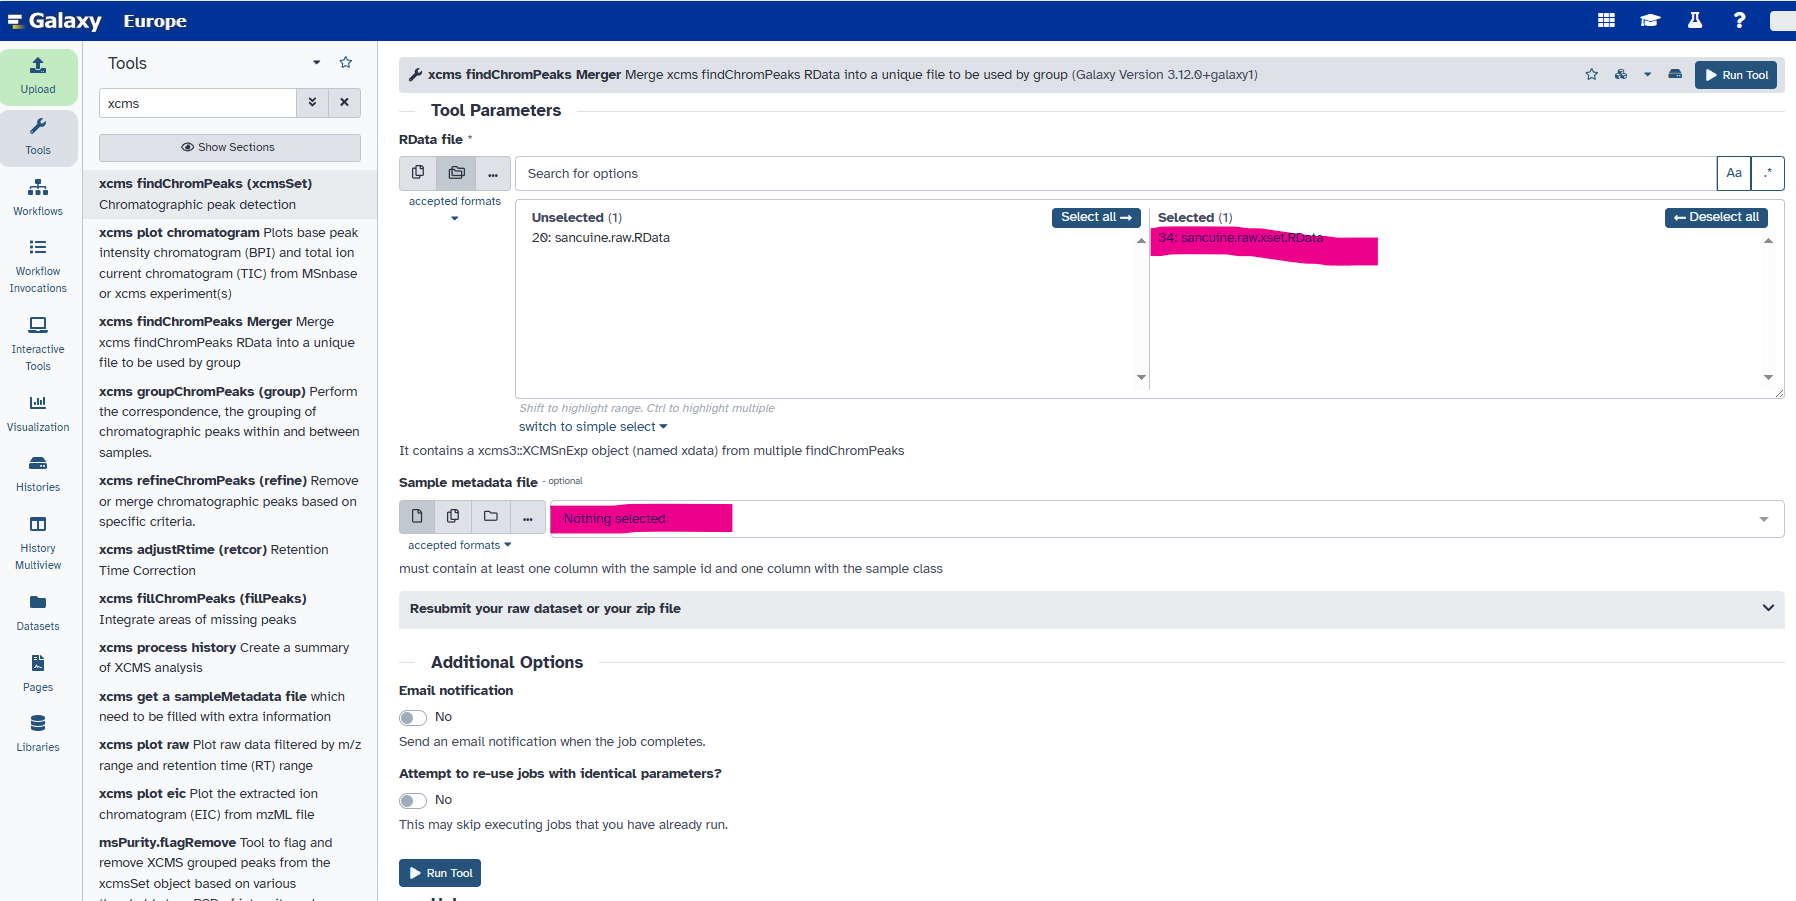 Galaxy Europe
Upload
Tools
Workflows
Workflow
Invocations
Interactive
Tools
Visualization
Histories
History
Multiview
Datasets
Pages
Libraries
Tools
xcms
Show Sections
xcms findChromPeaks (xcmsSet)
Chromatographic peak detection
xcms plot chromatogram Plots base peak
intensity chromatogram (BPI) and total ion
current chromatogram (TIC) from MSnbase
or xcms experiment(s)
xcms findChromPeaks Merger Merge
xcms findChromPeaks RData into a unique
file to be used by group
xcms groupChromPeaks (group) Perform
the correspondence, the grouping of
chromatographic peaks within and between
samples.
xcms refineChromPeaks (refine) Remove
or merge chromatographic peaks based on
specific criteria.
xcms adjustRtime (retcor) Retention
Time Correction
xcms fillChromPeaks (fillPeaks)
Integrate areas of missing peaks
xcms process history Create a summary
of XCMS analysis
xcms get a sampleMetadata file which
need to be filled with extra information
xcms plot raw Plot raw data filtered by m/z
range and retention time (RT) range
xcms plot eic Plot the extracted ion
chromatogram (EIC) from mzML file
msPurity.flagRemove Tool to flag and
remove XCMS grouped peaks from the
xcmsSet object based on various
xcms findChromPeaks Merger Merge xcms findChromPeaks RData into a unique file to be used by group (Galaxy Version 3.12.0+galaxy1)
Run Tool
Tool Parameters
RData file *
...
Search for options
Aa
.*
accepted formats
Unselected (1)
Select all →
20: sancuine.raw.RData
Selected (1)
← Deselect all
34: sancuine.raw.xset.RData
Shift to highlight range. Ctrl to highlight multiple
switch to simple select
It contains a xcms3::XCMSnExp object (named xdata) from multiple findChromPeaks
Sample metadata file - optional
...
Nothing selected
accepted formats
must contain at least one column with the sample id and one column with the sample class
Resubmit your raw dataset or your zip file
Additional Options
Email notification
No
Send an email notification when the job completes.
Attempt to re-use jobs with identical parameters?
No
This may skip executing jobs that you have already run.
Run Tool